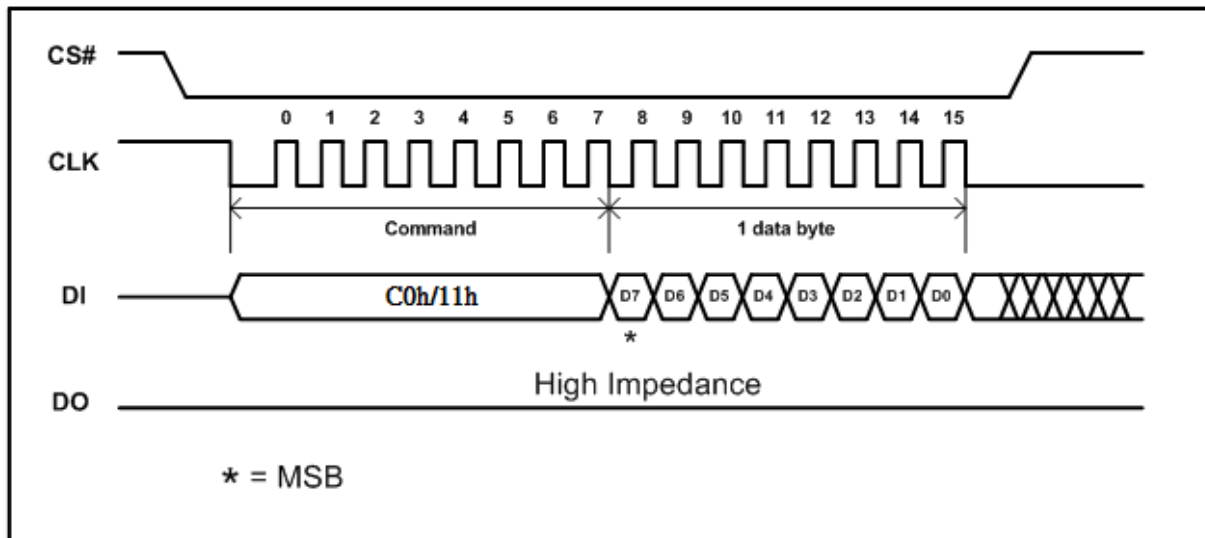 CS#
0 1 2 3 4 5 6 7 8 9 10 11 12 13 14 15
CLK
Command 1 data byte
DI C0h/11h D7 D6 D5 D4 D3 D2 D1 D0
*
High Impedance
DO
* = MSB